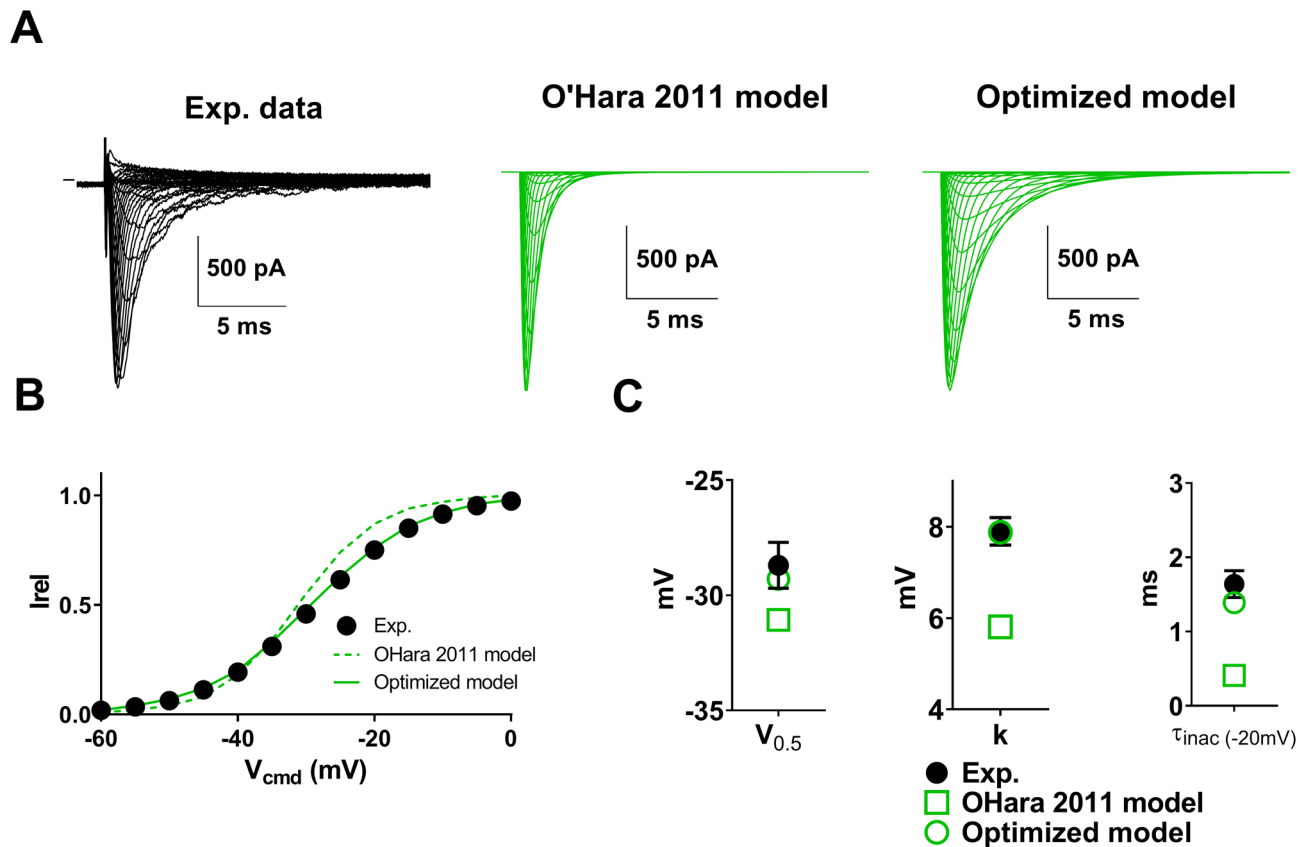 A
Exp. data
O'Hara 2011 model
Optimized model
500 pA
5 ms
500 pA
5 ms
500 pA
5 ms
B
1.0
0.5
0.0
Irel
-60
-40
-20
0
Vcmd (mV)
Exp.
OHara 2011 model
Optimized model
C
-25
-30
-35
mV
V0.5
8
6
4
mV
k
3
2
1
0
ms
τinac (-20mV)
Exp.
OHara 2011 model
Optimized model